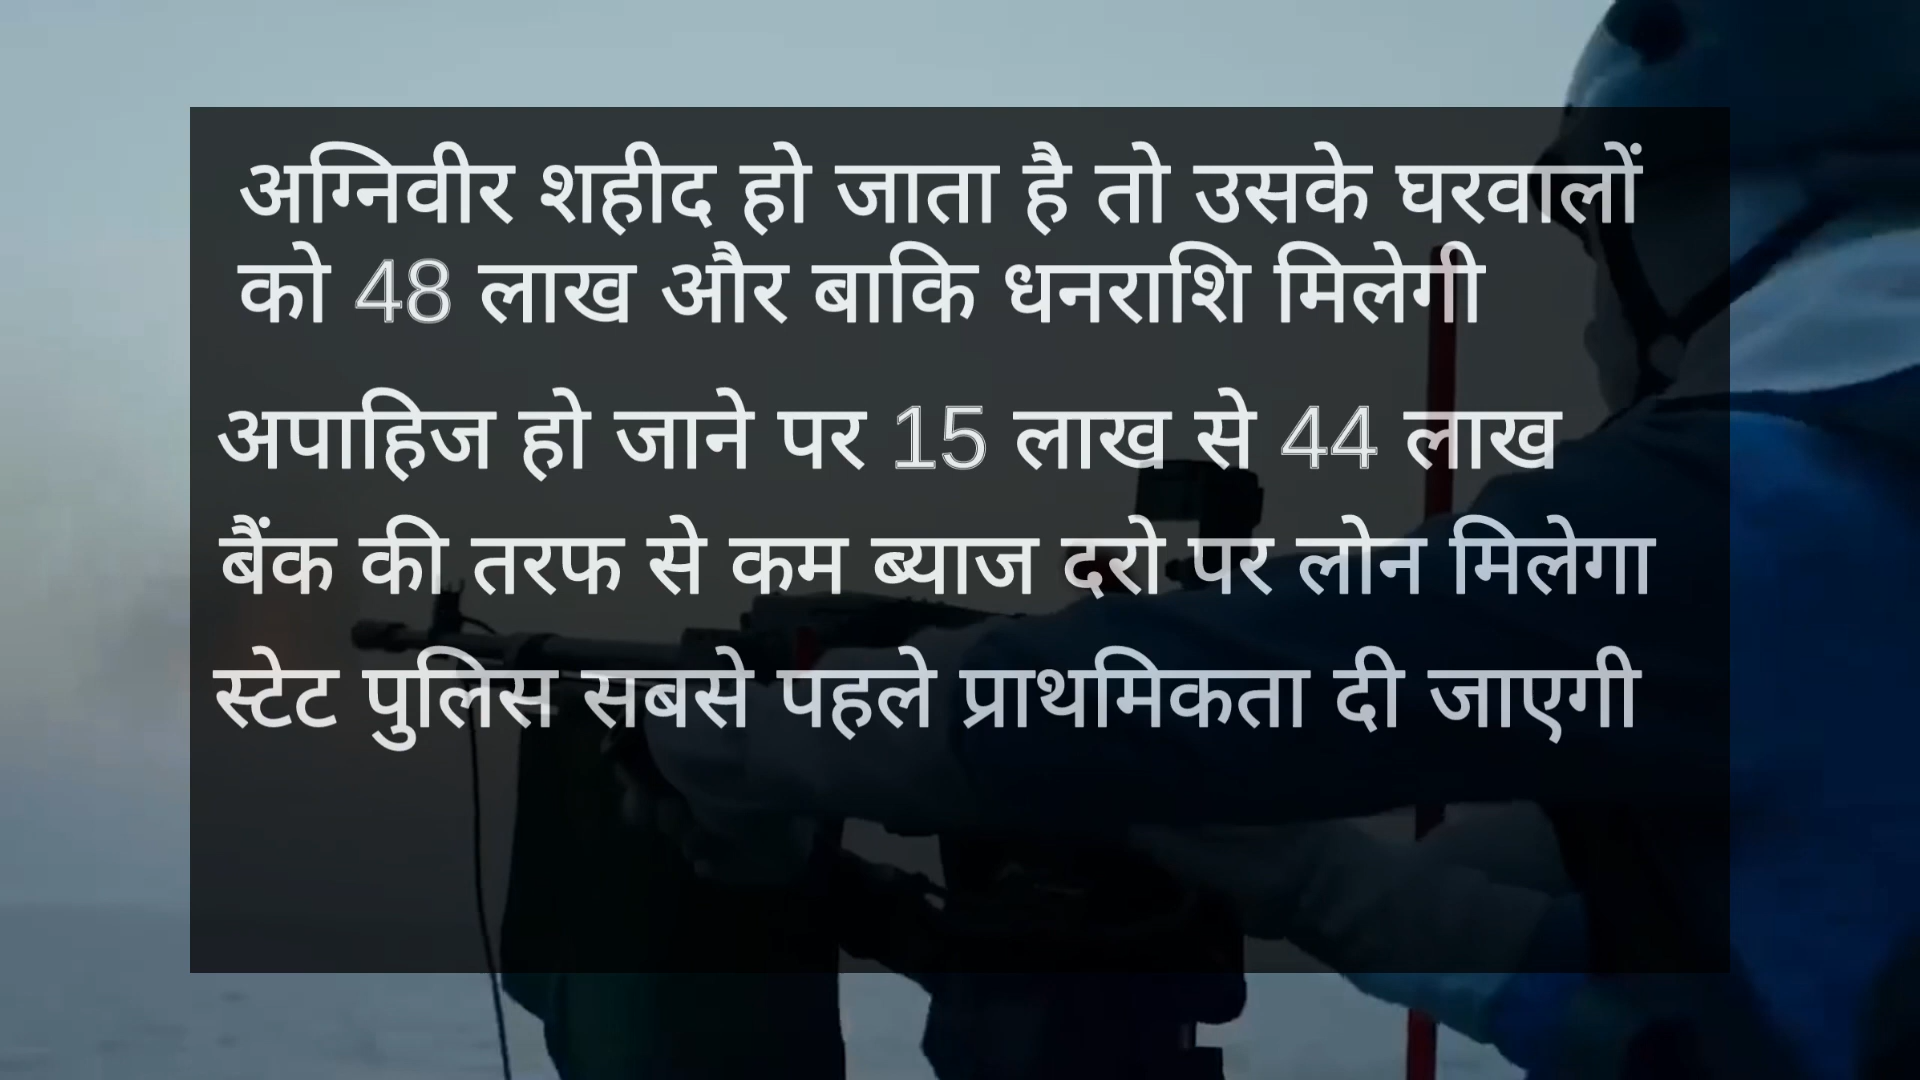 अग्निवीर शहीद हो जाता है तो उसके घरवालों
को 48 लाख और बाकि धनराशि मिलेगी
अपाहिज हो जाने पर 15 लाख से 44 लाख
बैंक की तरफ से कम ब्याज दरो पर लोन मिलेगा
स्टेट पुलिस सबसे पहले प्राथमिकता दी जाएगी